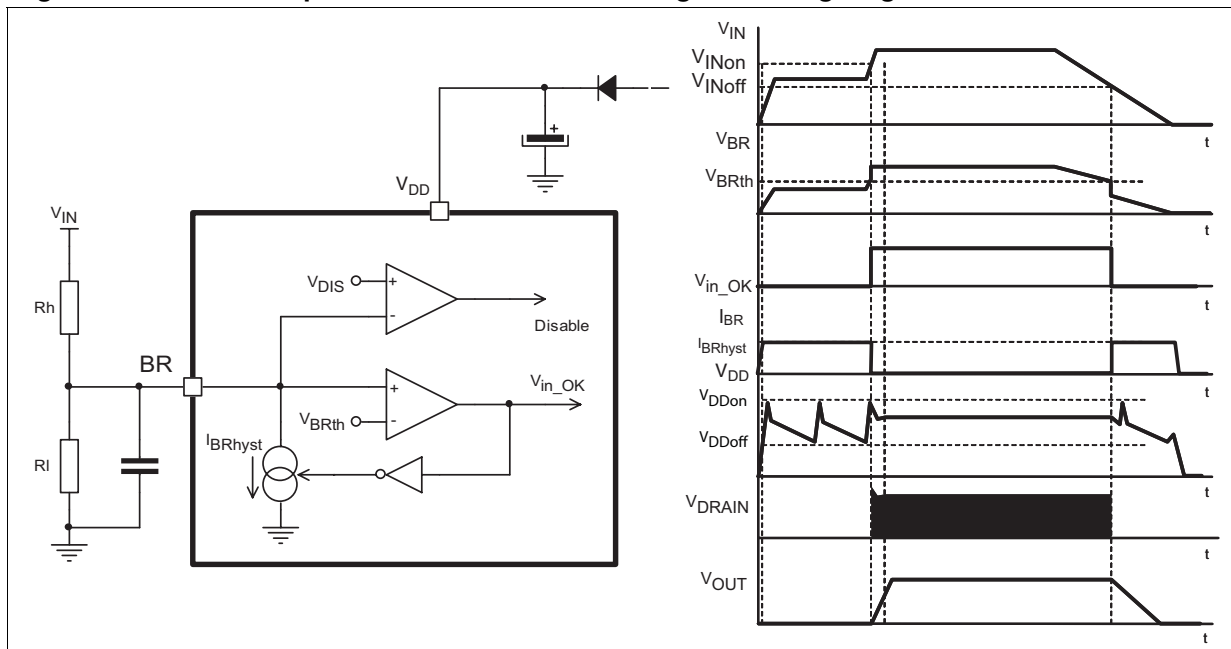 V_DD
V_IN
Rh
BR
Rl
V_DIS
+
-
Disable
+
-
V_BRth
V_in_OK
I_BRhyst
+
V_IN
V_INon
V_INoff
t
V_BR
V_BRth
t
V_in_OK
t
I_BR
I_BRhyst
t
V_DD
V_DDon
V_DDoff
t
V_DRAIN
t
V_OUT
t